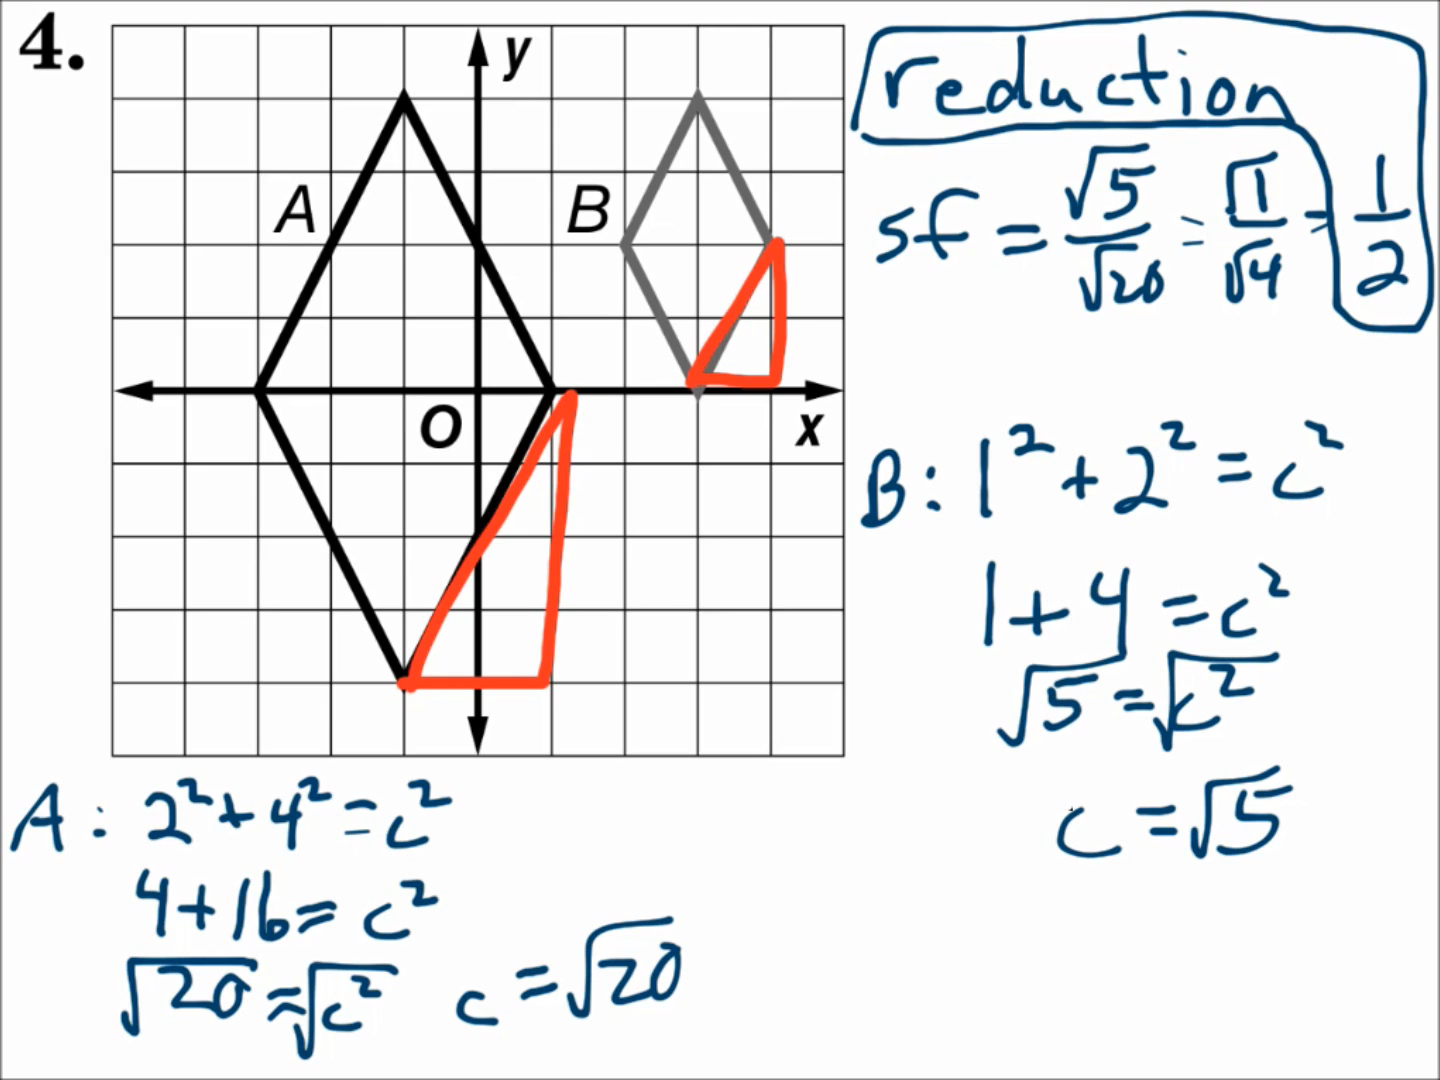 4.
y
A
B
O
x
reduction
sf = √5/√20 = √1/√4 = 1/2
B: 1² + 2² = c²
1 + 4 = c²
√5 = √c²
c = √5
A: 2² + 4² = c²
4 + 16 = c²
√20 = √c² c = √20